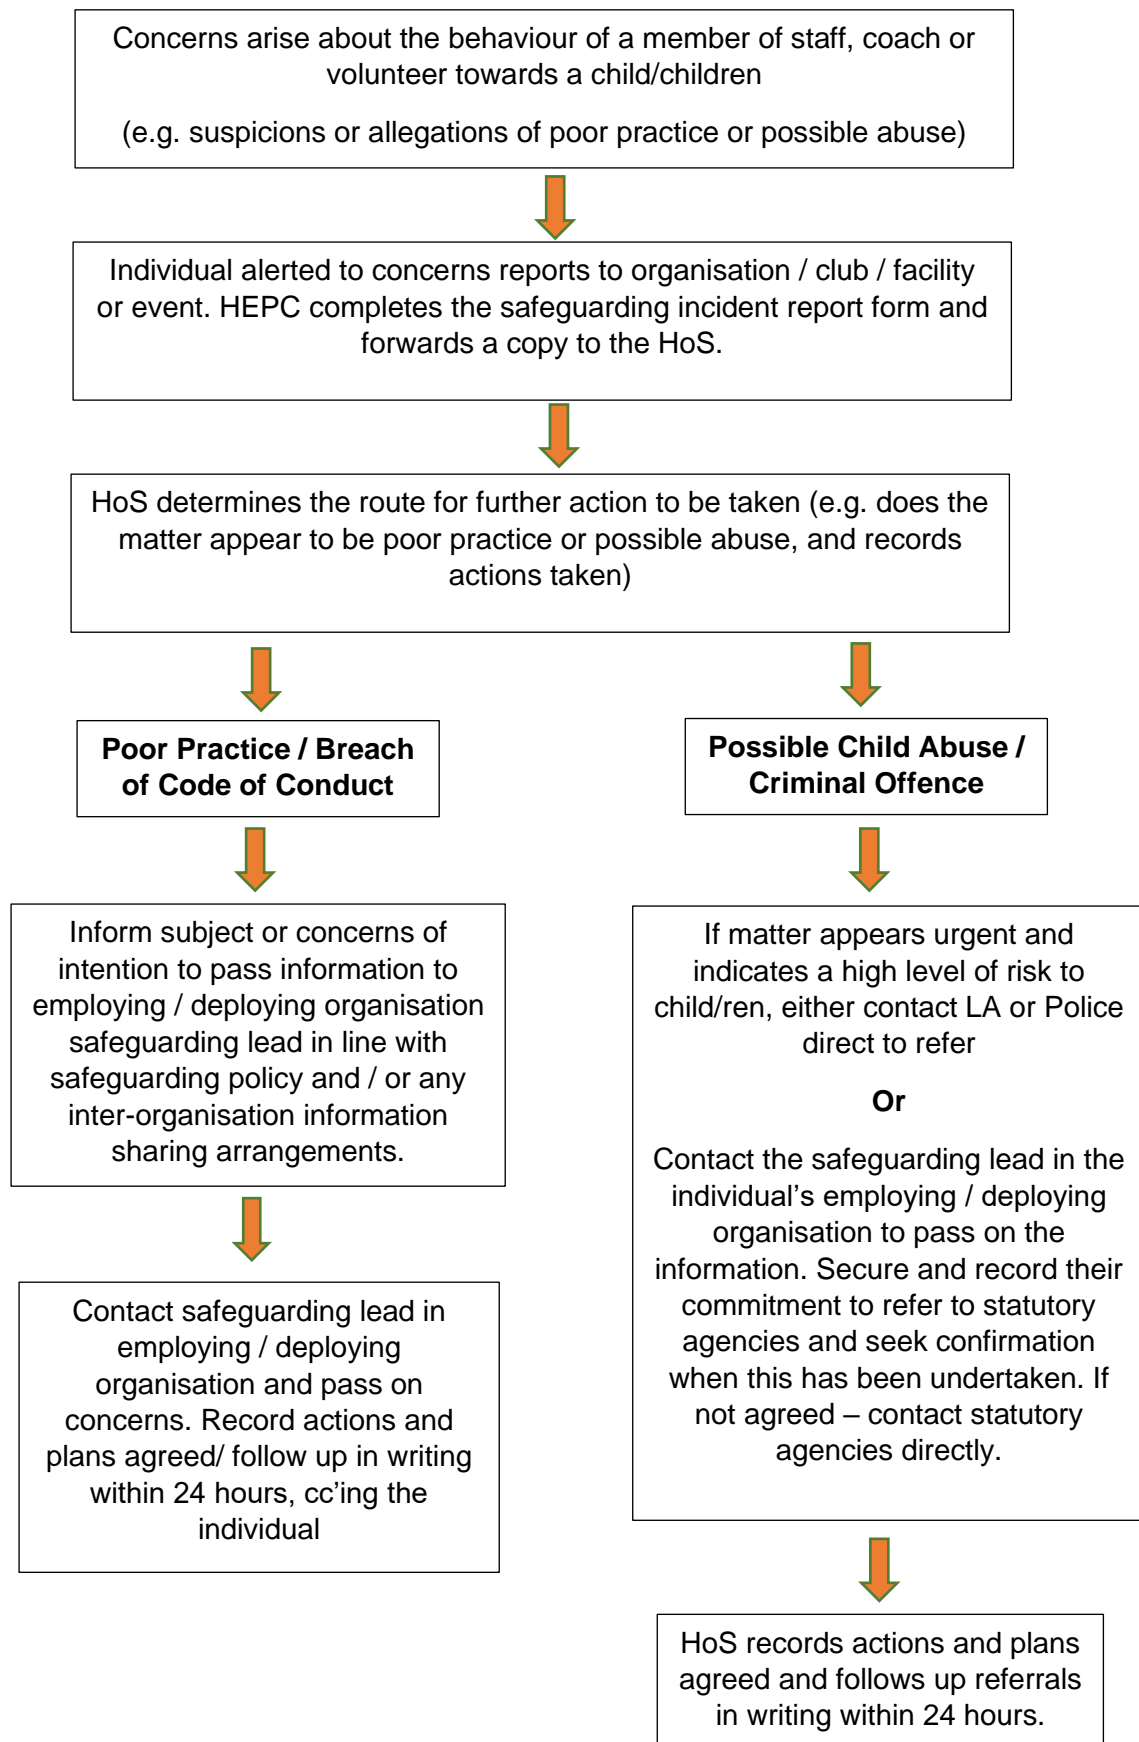 Concerns arise about the behaviour of a member of staff, coach or
volunteer towards a child/children
(e.g. suspicions or allegations of poor practice or possible abuse)
Individual alerted to concerns reports to organisation / club / facility
or event. HEPC completes the safeguarding incident report form and
forwards a copy to the HoS.
HoS determines the route for further action to be taken (e.g. does the
matter appear to be poor practice or possible abuse, and records
actions taken)
Poor Practice / Breach
of Code of Conduct
Inform subject or concerns of
intention to pass information to
employing / deploying organisation
safeguarding lead in line with
safeguarding policy and / or any
inter-organisation information
sharing arrangements.
Contact safeguarding lead in
employing / deploying
organisation and pass on
concerns. Record actions and
plans agreed/ follow up in writing
within 24 hours, cc’ing the
individual
Possible Child Abuse /
Criminal Offence
If matter appears urgent and
indicates a high level of risk to
child/ren, either contact LA or Police
direct to refer
Or
Contact the safeguarding lead in the
individual’s employing / deploying
organisation to pass on the
information. Secure and record their
commitment to refer to statutory
agencies and seek confirmation
when this has been undertaken. If
not agreed – contact statutory
agencies directly.
HoS records actions and plans
agreed and follows up referrals
in writing within 24 hours.